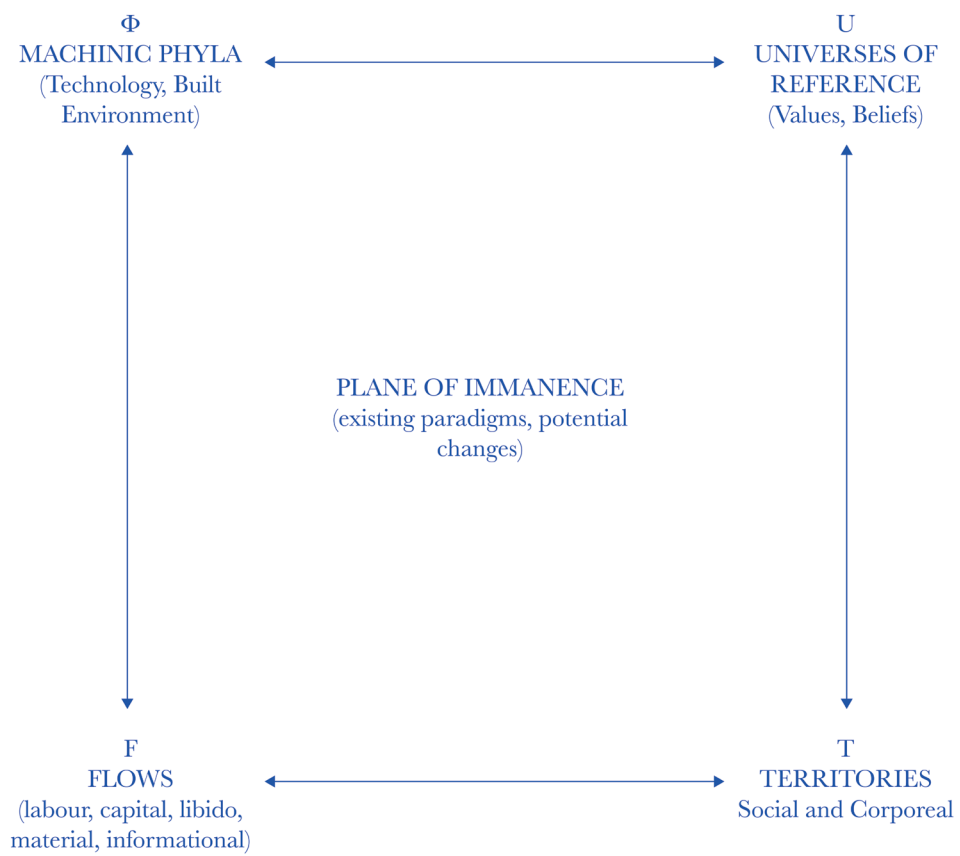 Φ
MACHINIC PHYLA
(Technology, Built
Environment)
U
UNIVERSES OF
REFERENCE
(Values, Beliefs)
PLANE OF IMMANENCE
(existing paradigms, potential
changes)
F
FLOWS
(labour, capital, libido,
material, informational)
T
TERRITORIES
Social and Corporeal